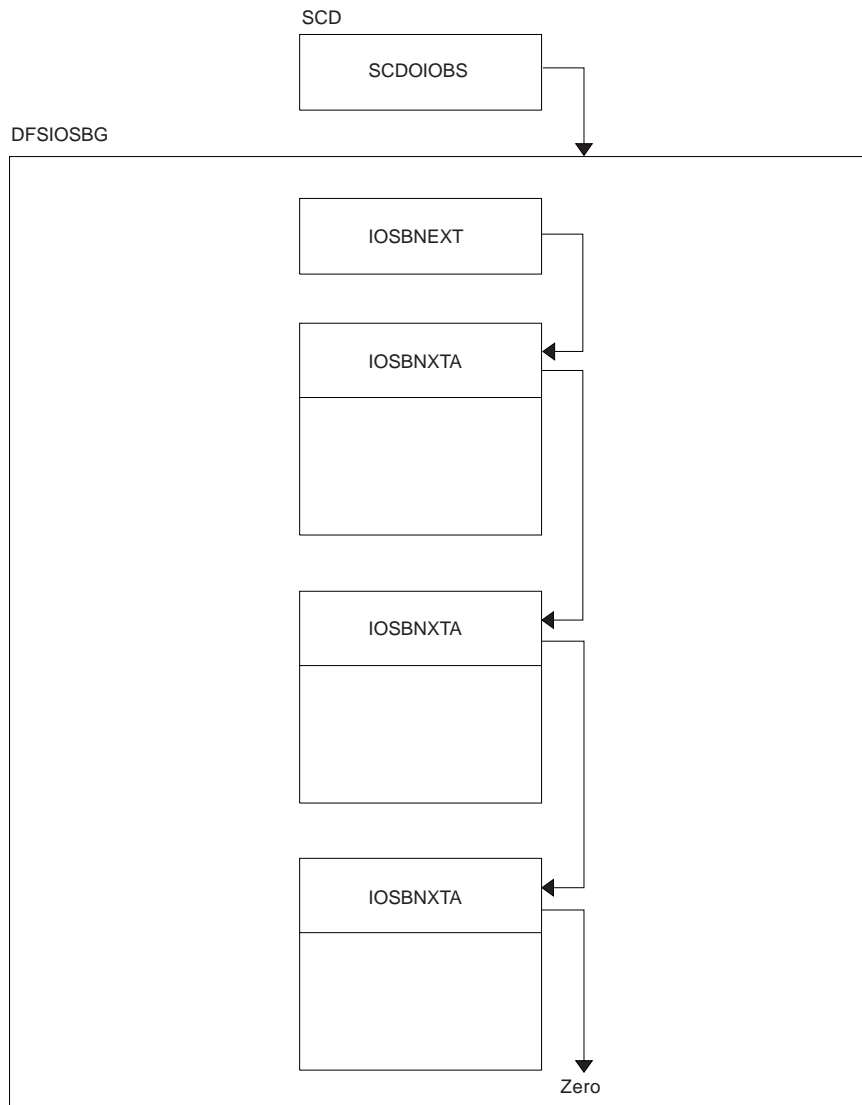 SCD
SCDOIOBS
DFSIOSBG
IOSBNEXT
IOSBNXTA
IOSBNXTA
IOSBNXTA
Zero